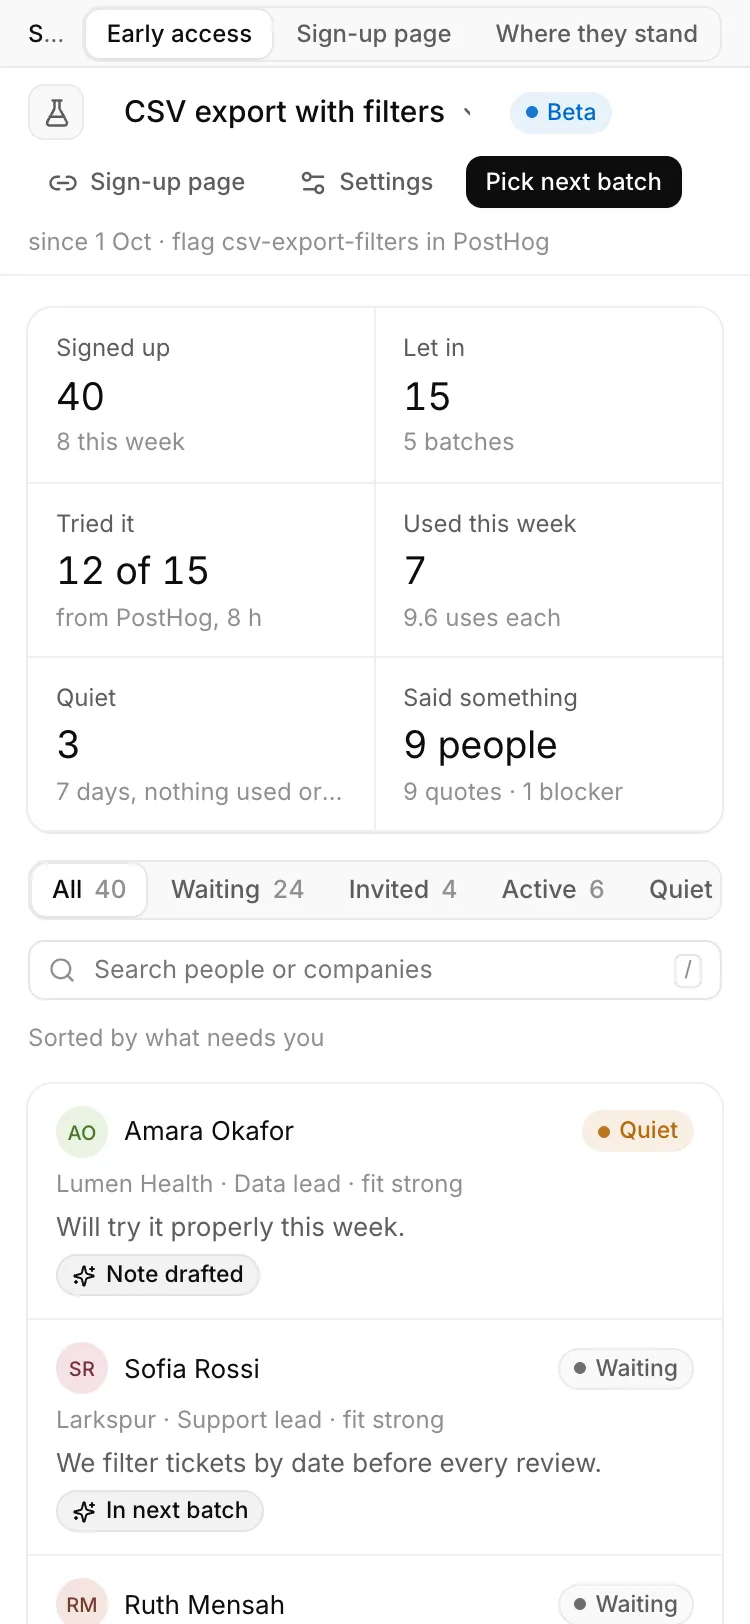 S... Early access Sign-up page Where they stand
CSV export with filters Beta
Sign-up page Settings Pick next batch
since 1 Oct · flag csv-export-filters in PostHog
Signed up Let in
40 15
8 this week 5 batches
Tried it Used this week
12 of 15 7
from PostHog, 8 h 9.6 uses each
Quiet Said something
3 9 people
7 days, nothing used or... 9 quotes · 1 blocker
All 40 Waiting 24 Invited 4 Active 6 Quiet
Search people or companies /
Sorted by what needs you
AO Amara Okafor Quiet
Lumen Health · Data lead · fit strong
Will try it properly this week.
Note drafted
SR Sofia Rossi Waiting
Larkspur · Support lead · fit strong
We filter tickets by date before every review.
In next batch
RM Ruth Mensah Waiting